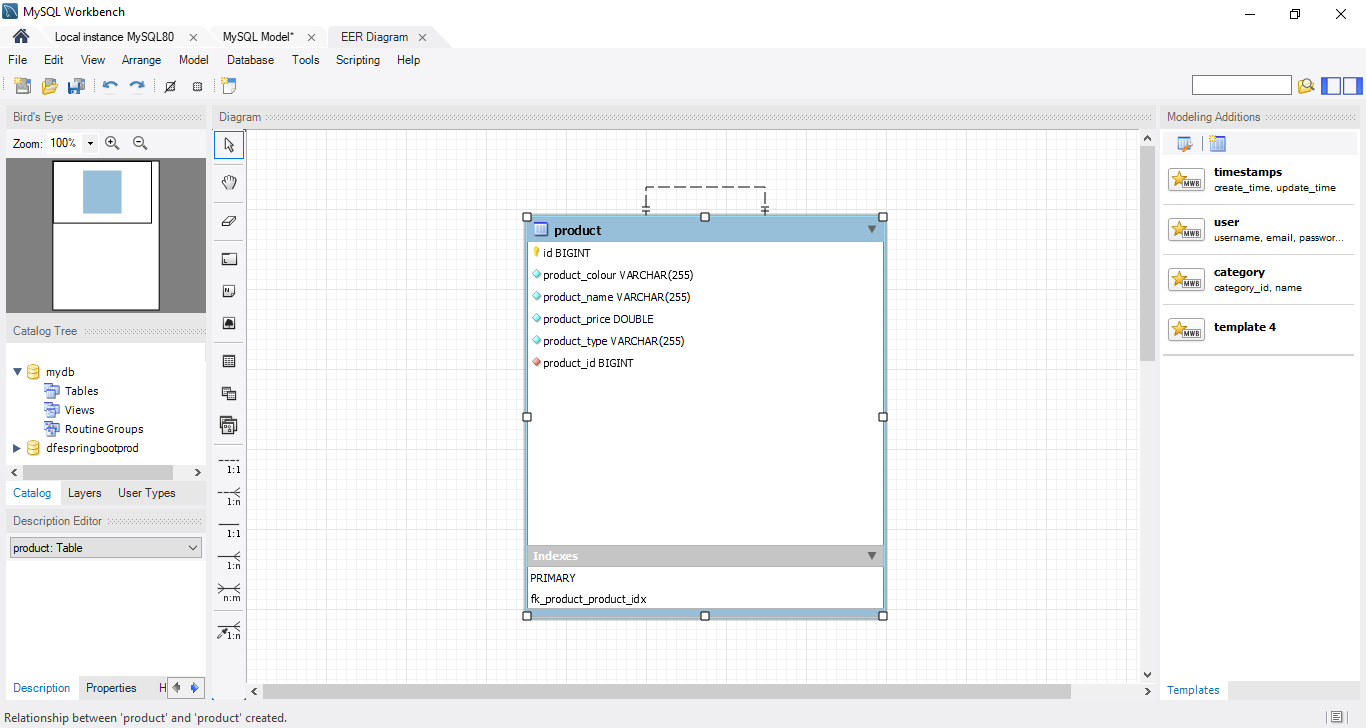 MySQL Workbench
Local instance MySQL80
MySQL Model*
EER Diagram
File Edit View Arrange Model Database Tools Scripting Help
Bird's Eye
Zoom: 100%
Catalog Tree
mydb
Tables
Views
Routine Groups
dfespringbootprod
Catalog Layers User Types
Description Editor
product: Table
Description Properties H
Diagram
1:1
1:n
1:1
1:n
n:m
1:n
product
id BIGINT
product_colour VARCHAR(255)
product_name VARCHAR(255)
product_price DOUBLE
product_type VARCHAR(255)
product_id BIGINT
Indexes
PRIMARY
fk_product_product_idx
Modeling Additions
MWB
timestamps
create_time, update_time
MWB
user
username, email, passwor...
MWB
category
category_id, name
MWB
template 4
Templates
Relationship between 'product' and 'product' created.